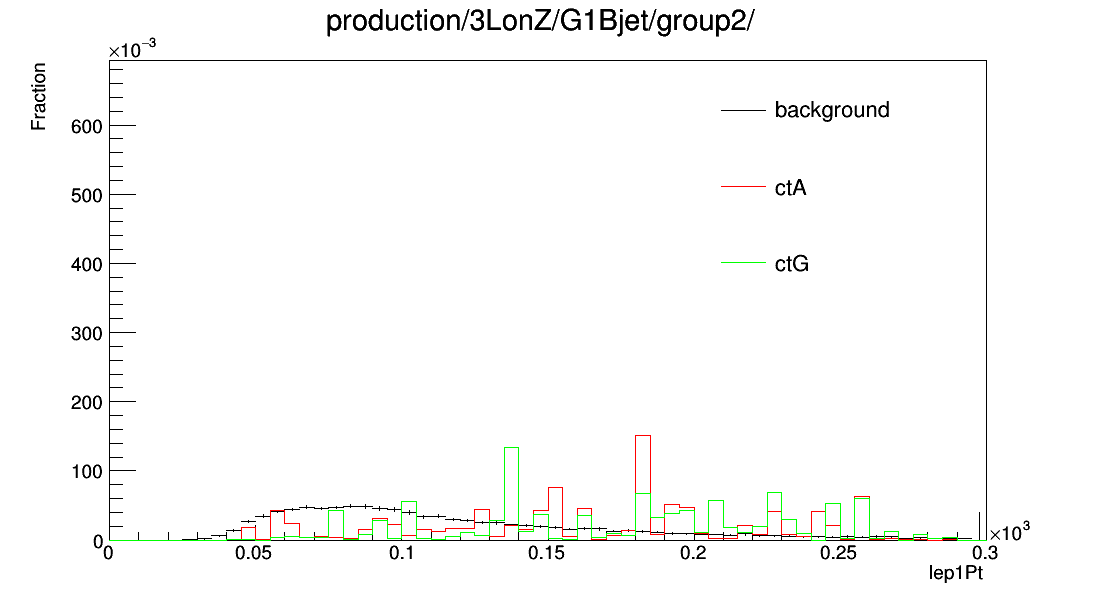 production/3LonZ/G1Bjet/group2/
×10⁻³
Fraction
background
ctA
ctG
600
500
400
300
200
100
0
0 0.05 0.1 0.15 0.2 0.25 0.3
×10³
lep1Pt